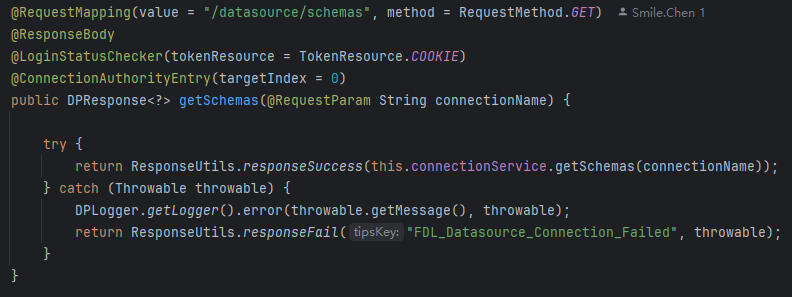 @RequestMapping(value = "/datasource/schemas", method = RequestMethod.GET) Smile.Chen 1
@ResponseBody
@LoginStatusChecker(tokenResource = TokenResource.COOKIE)
@ConnectionAuthorityEntry(targetIndex = 0)
public DPResponse<?> getSchemas(@RequestParam String connectionName) {
try {
return ResponseUtils.responseSuccess(this.connectionService.getSchemas(connectionName));
} catch (Throwable throwable) {
DPLogger.getLogger().error(throwable.getMessage(), throwable);
return ResponseUtils.responseFail( tipsKey: "FDL_Datasource_Connection_Failed", throwable);
}
}